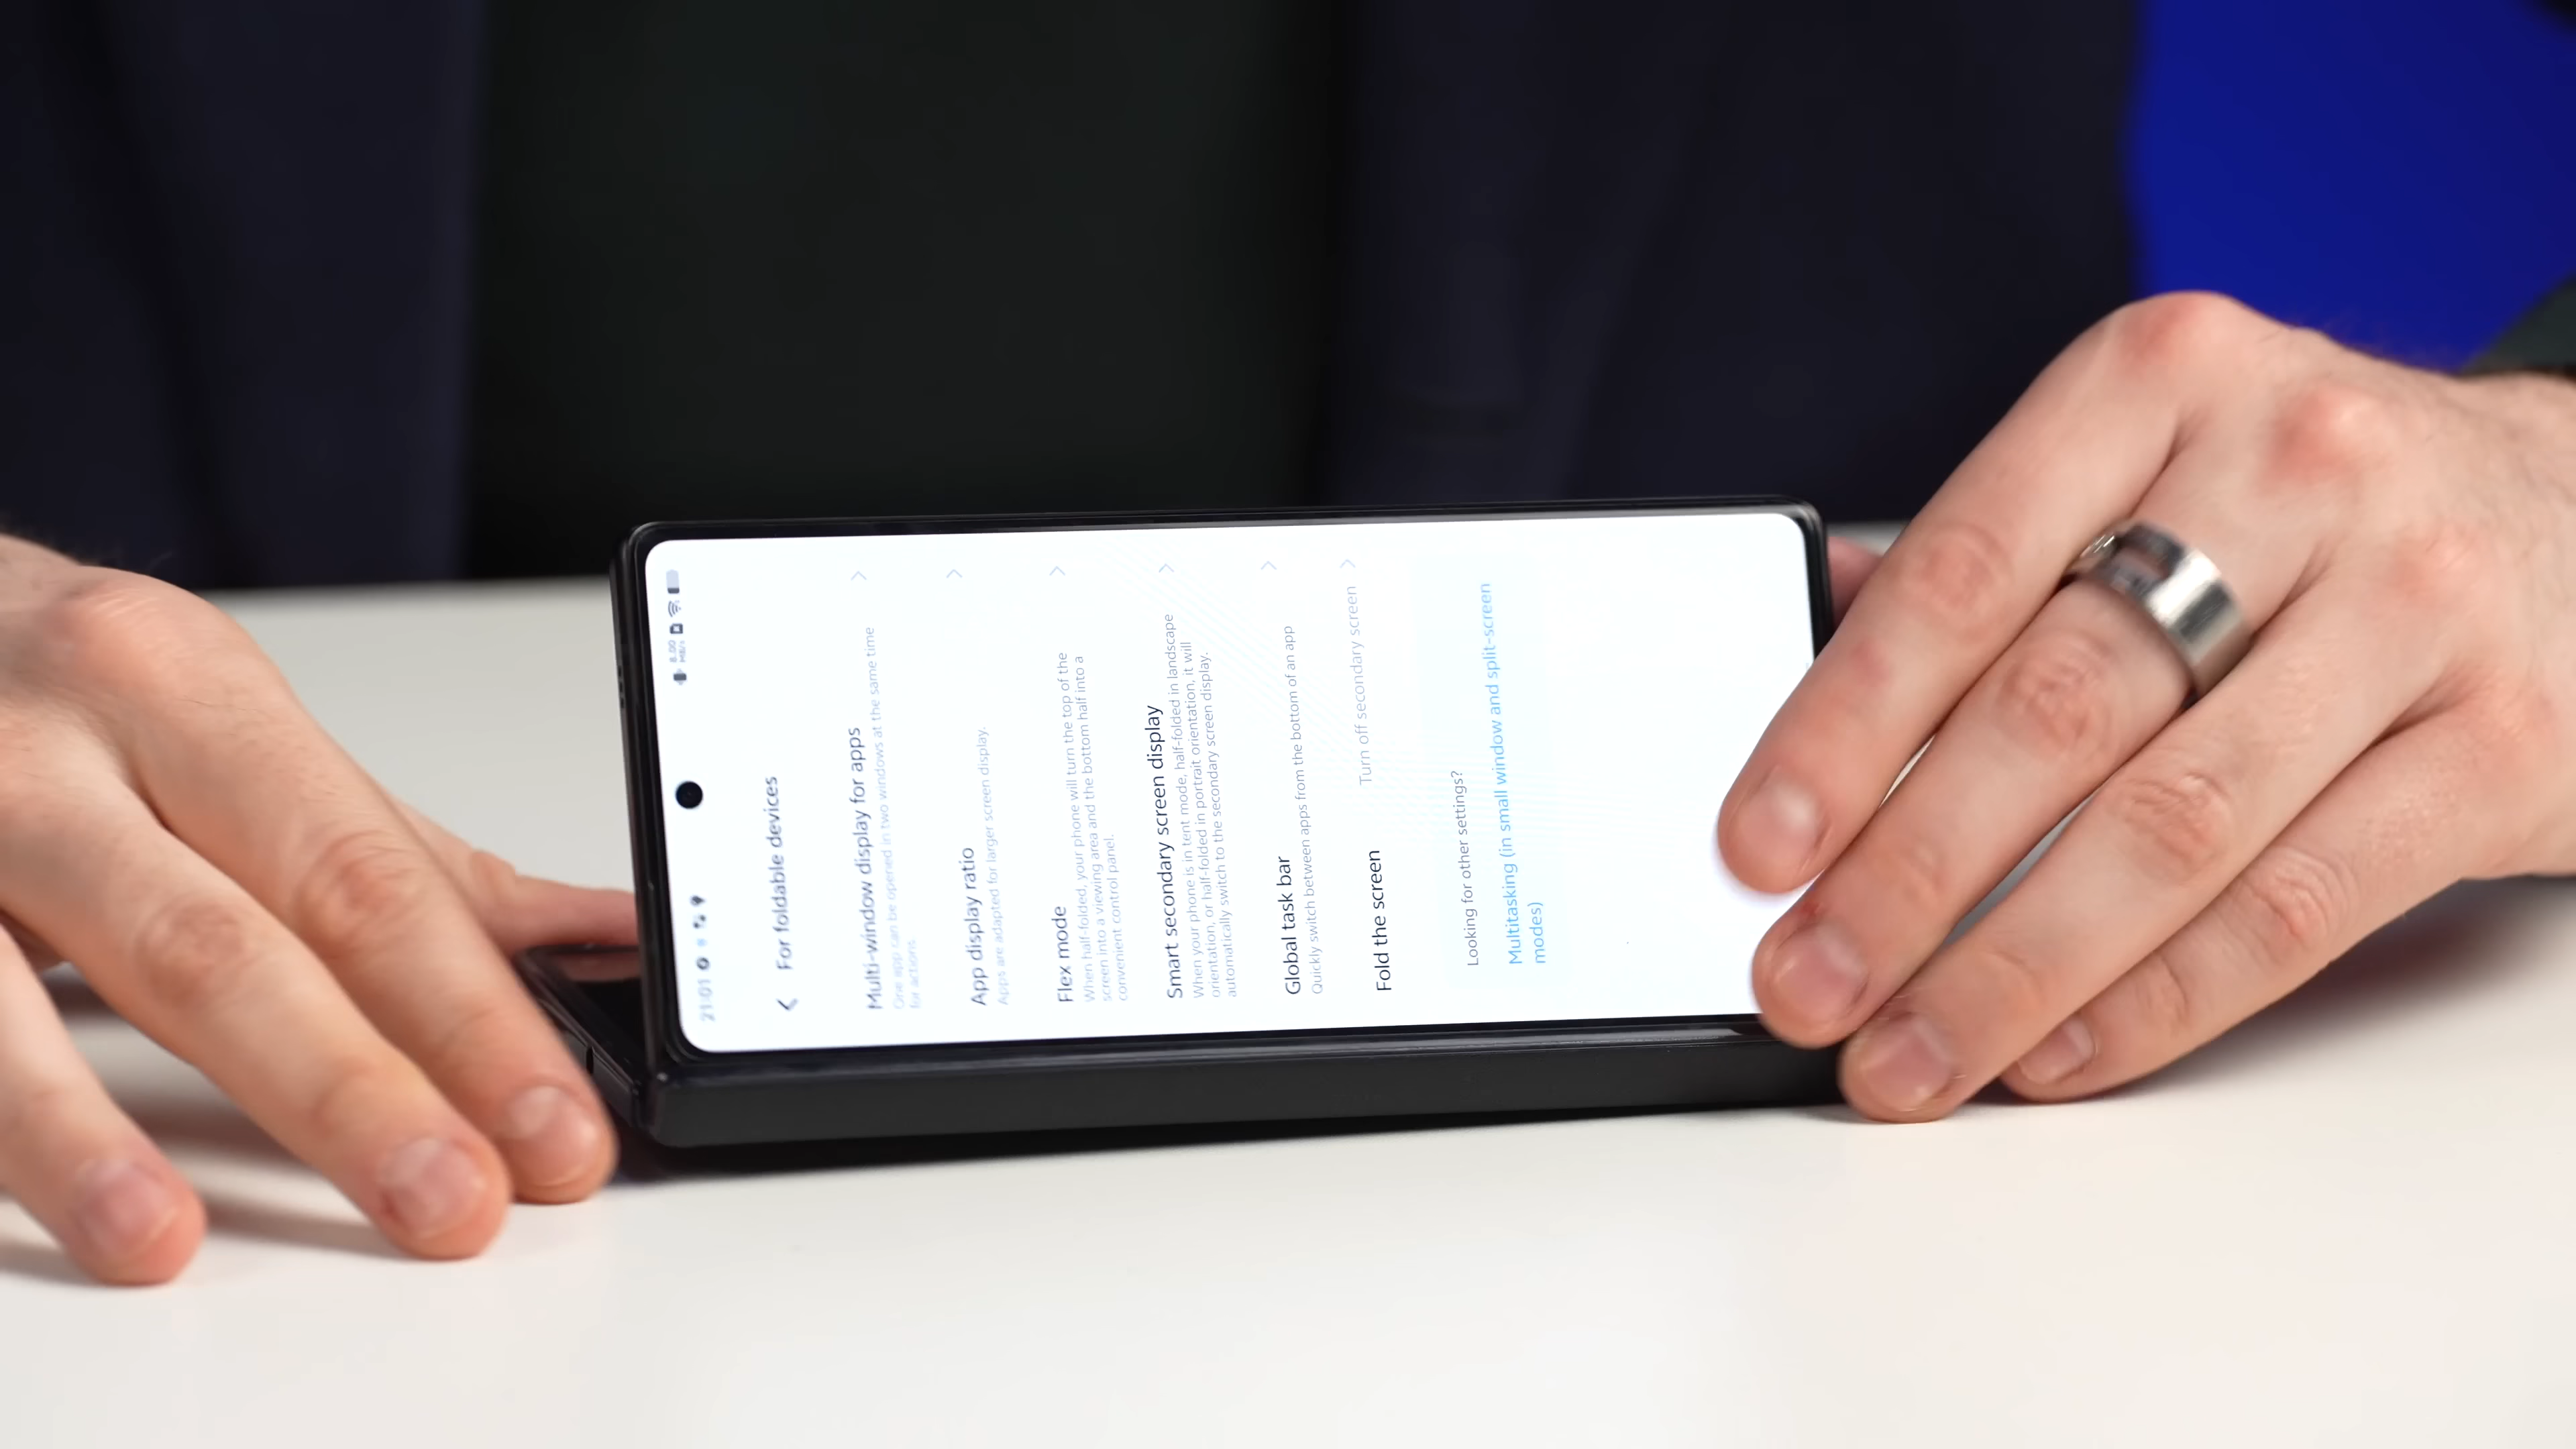 21:01
8.00
MB/s
For foldable devices
Multi-window display for apps
One app can be opened in two windows at the same time
for actions.
App display ratio
Apps are adapted for larger screen display.
Flex mode
When half-folded, your phone will turn the top of the
screen into a viewing area and the bottom half into a
convenient control panel.
Smart secondary screen display
When your phone is in tent mode, half-folded in landscape
orientation, or half-folded in portrait orientation, it will
automatically switch to the secondary screen display.
Global task bar
Quickly switch between apps from the bottom of an app
Fold the screen
Turn off secondary screen
Looking for other settings?
Multitasking (in small window and split-screen
modes)